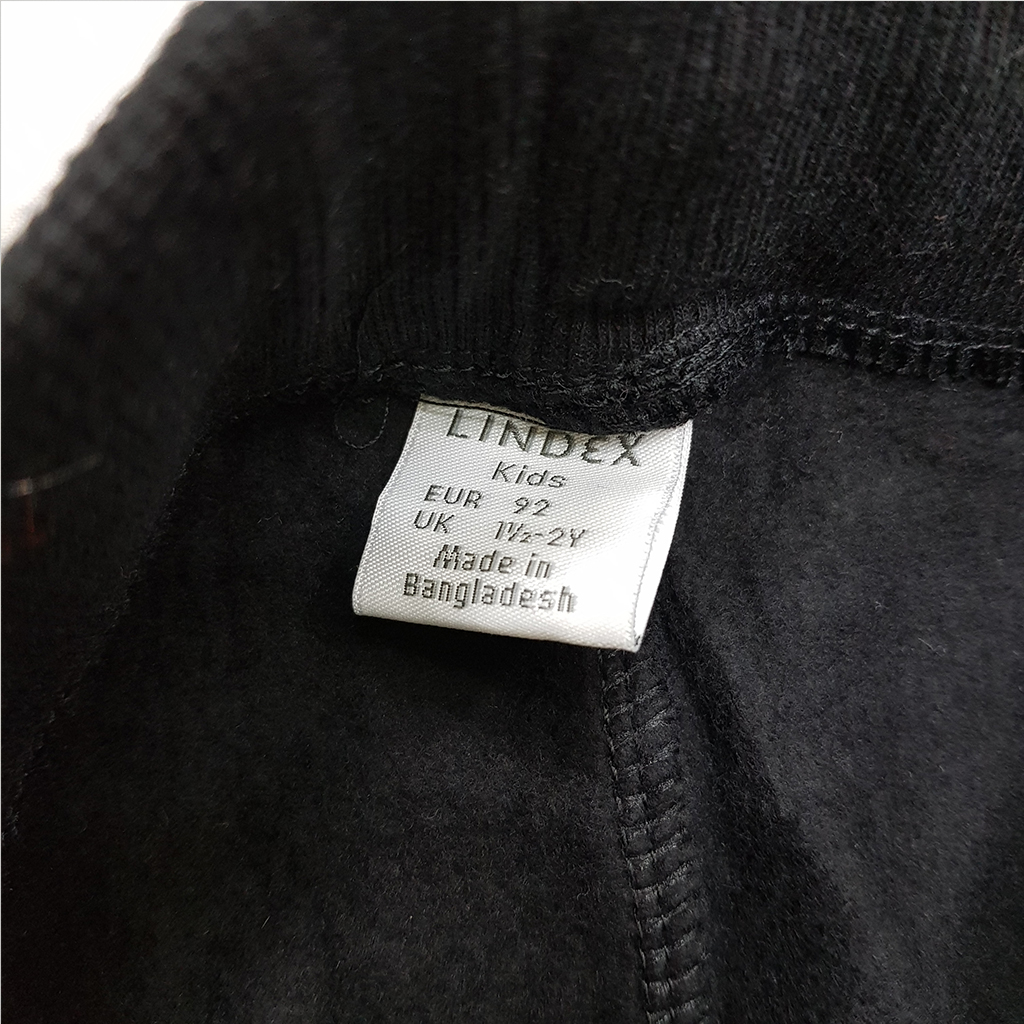 LINDEX
Kids
EUR 92
UK 1½-2Y
Made in
Bangladesh